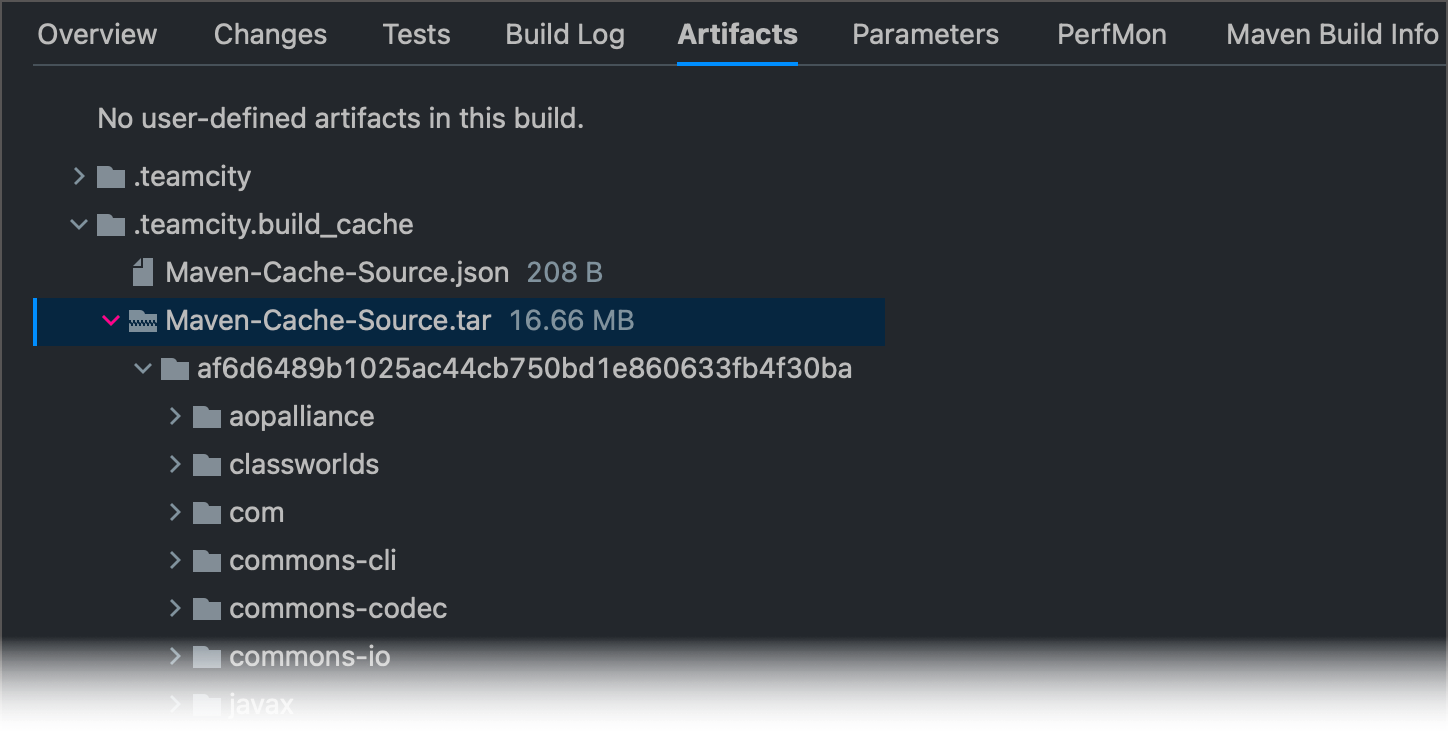 Overview Changes Tests Build Log Artifacts Parameters PerfMon Maven Build Info
No user-defined artifacts in this build.
.teamcity
.teamcity.build_cache
Maven-Cache-Source.json 208 B
Maven-Cache-Source.tar 16.66 MB
af6d6489b1025ac44cb750bd1e860633fb4f30ba
aopalliance
classworlds
com
commons-cli
commons-codec
commons-io
javax